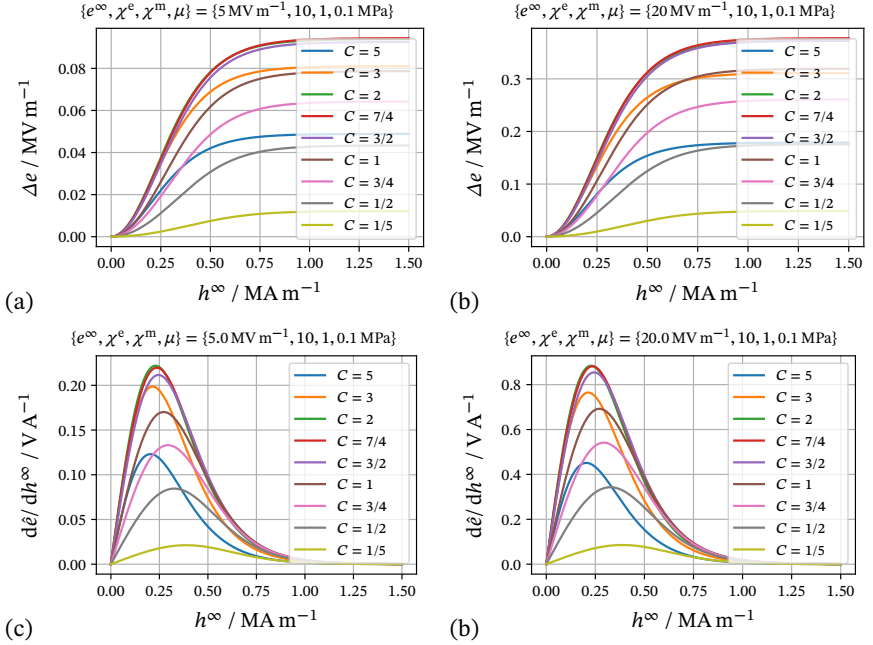 {e^∞, χ^e, χ^m, μ} = {5 MV m⁻¹, 10, 1, 0.1 MPa}
Δe / MV m⁻¹
0.08
0.06
0.04
0.02
0.00
C = 5
C = 3
C = 2
C = 7/4
C = 3/2
C = 1
C = 3/4
C = 1/2
C = 1/5
0.00 0.25 0.50 0.75 1.00 1.25 1.50
(a) h^∞ / MA m⁻¹
{e^∞, χ^e, χ^m, μ} = {20 MV m⁻¹, 10, 1, 0.1 MPa}
Δe / MV m⁻¹
0.3
0.2
0.1
0.0
C = 5
C = 3
C = 2
C = 7/4
C = 3/2
C = 1
C = 3/4
C = 1/2
C = 1/5
0.00 0.25 0.50 0.75 1.00 1.25 1.50
(b) h^∞ / MA m⁻¹
{e^∞, χ^e, χ^m, μ} = {5.0 MV m⁻¹, 10, 1, 0.1 MPa}
dê/ dh^∞ / V A⁻¹
0.20
0.15
0.10
0.05
0.00
C = 5
C = 3
C = 2
C = 7/4
C = 3/2
C = 1
C = 3/4
C = 1/2
C = 1/5
0.00 0.25 0.50 0.75 1.00 1.25 1.50
(c) h^∞ / MA m⁻¹
{e^∞, χ^e, χ^m, μ} = {20.0 MV m⁻¹, 10, 1, 0.1 MPa}
dê/ dh^∞ / V A⁻¹
0.8
0.6
0.4
0.2
0.0
C = 5
C = 3
C = 2
C = 7/4
C = 3/2
C = 1
C = 3/4
C = 1/2
C = 1/5
0.00 0.25 0.50 0.75 1.00 1.25 1.50
(b) h^∞ / MA m⁻¹